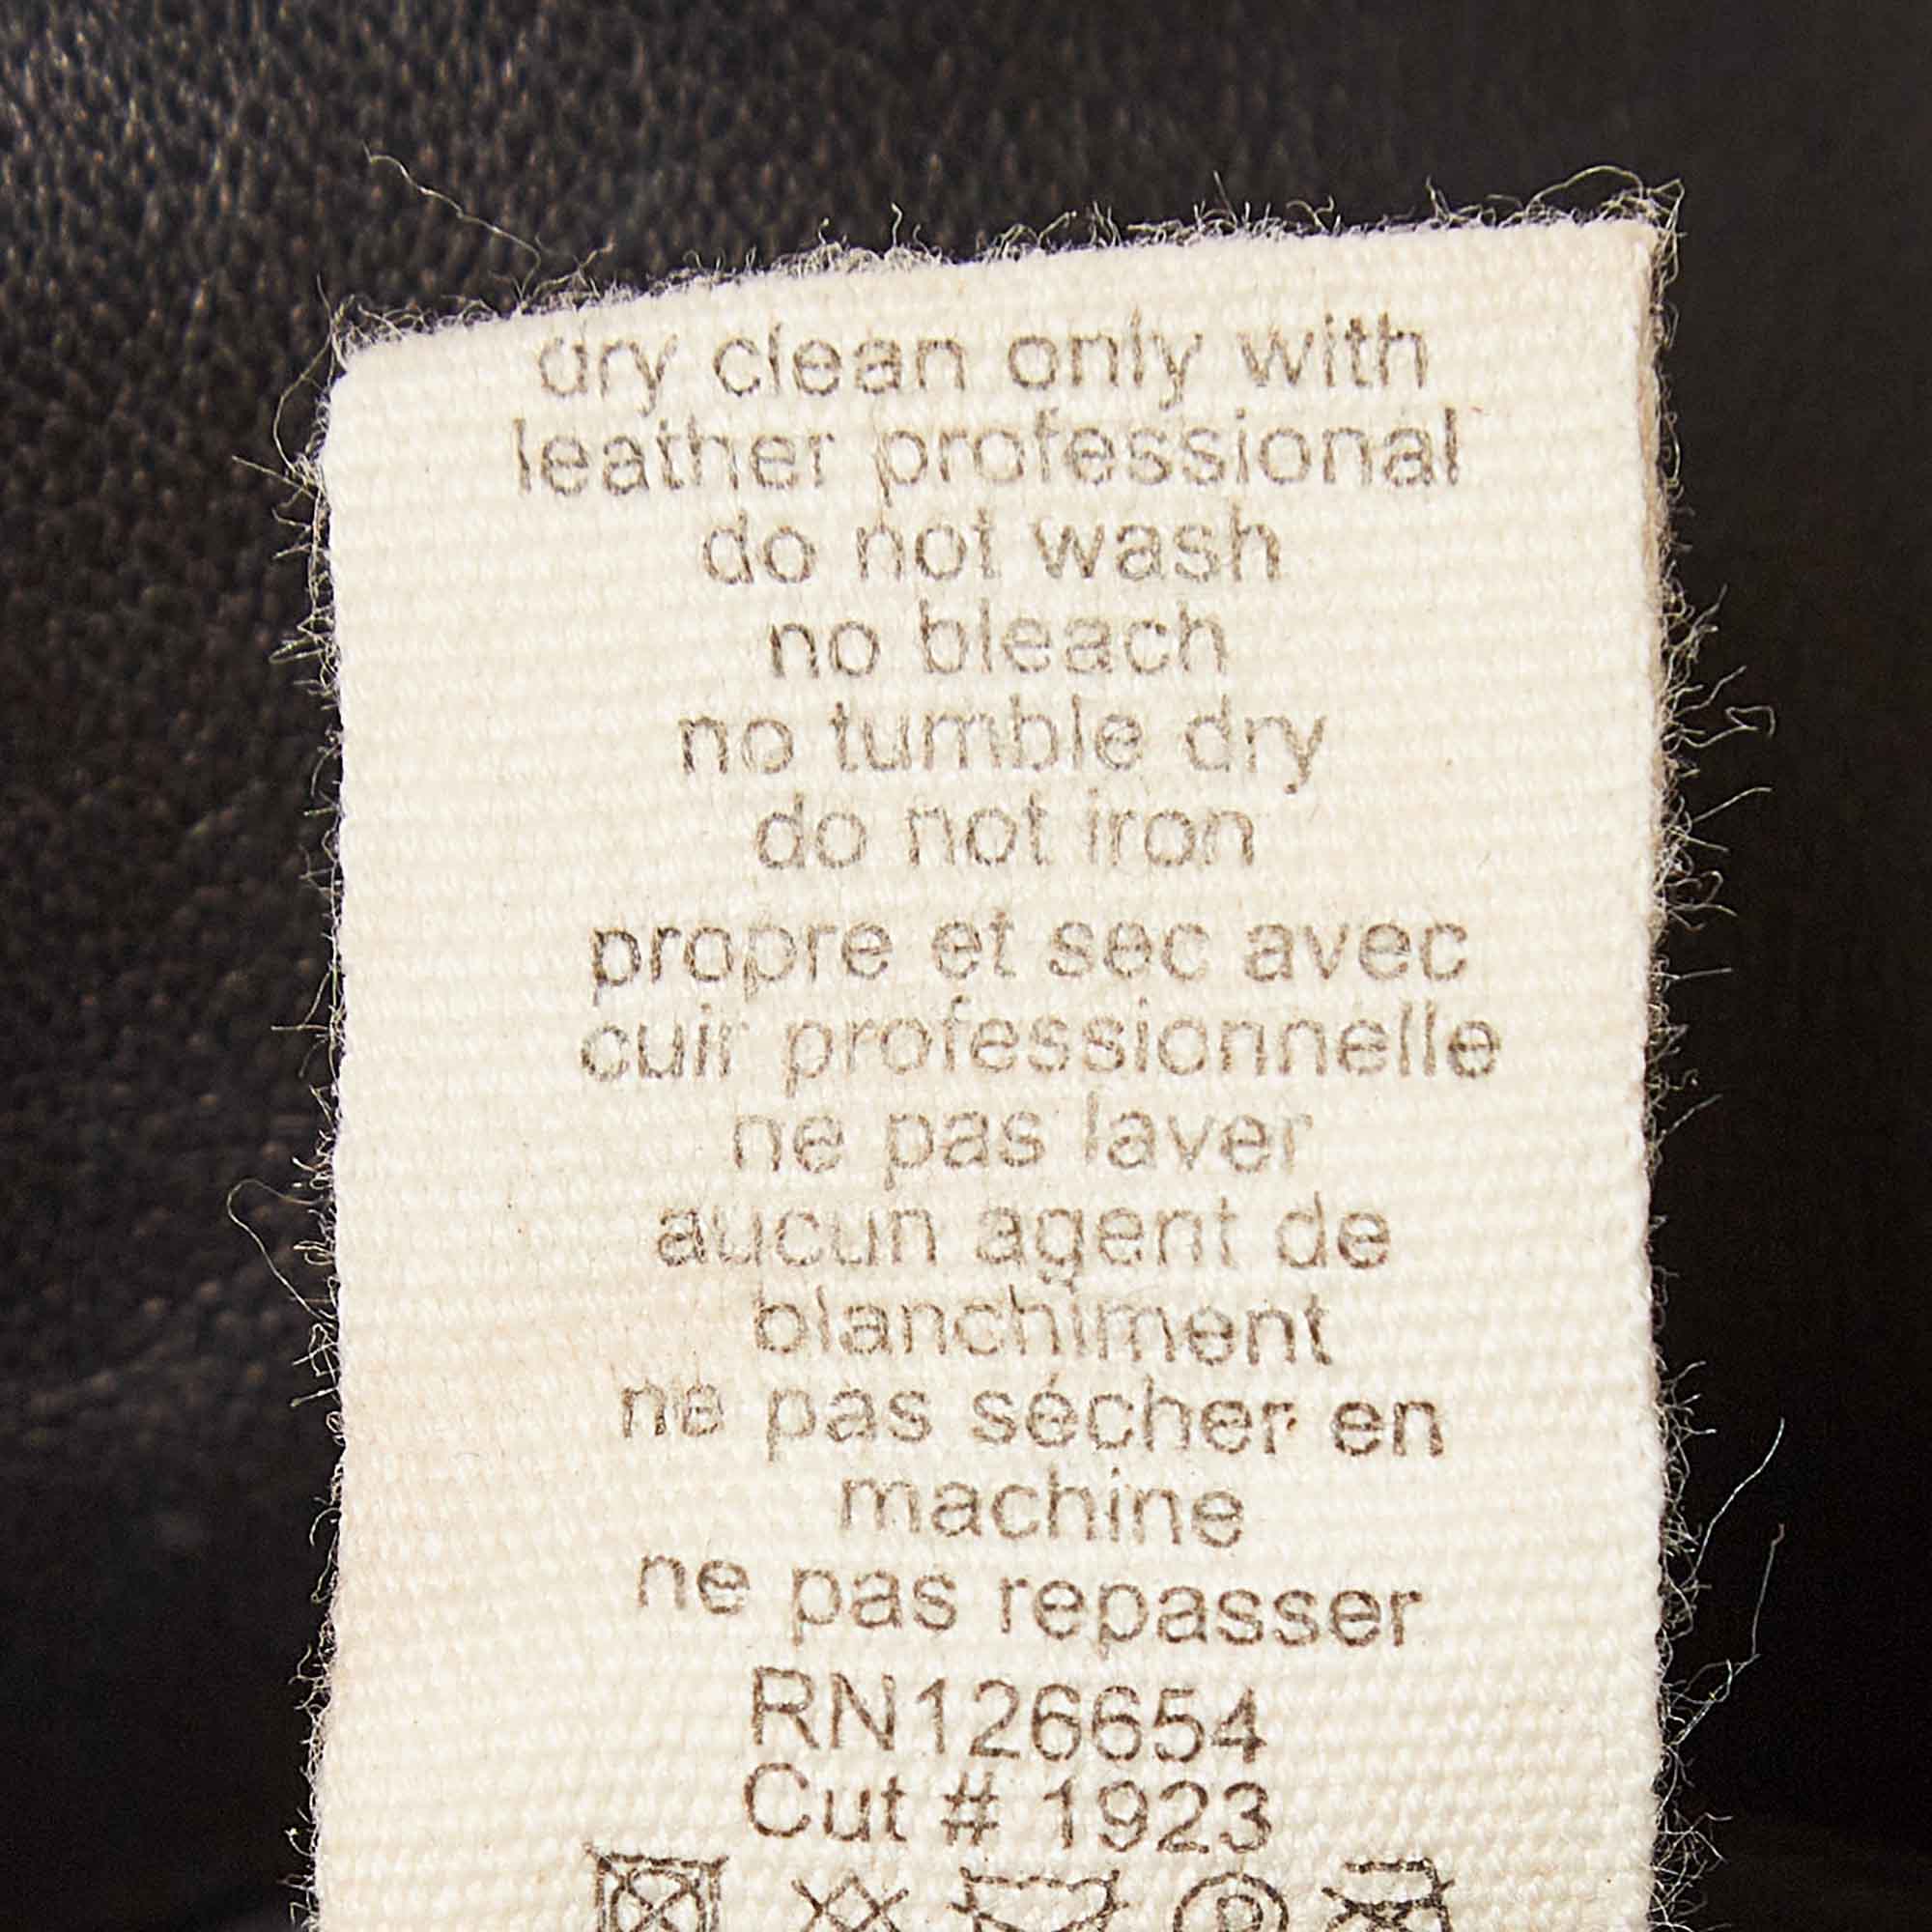 dry clean only with
leather professional
do not wash
no bleach
no tumble dry
do not iron
propre et sec avec
cuir professionnelle
ne pas laver
aucun agent de
blanchiment
ne pas sécher en
machine
ne pas repasser
RN126654
Cut # 1923
P